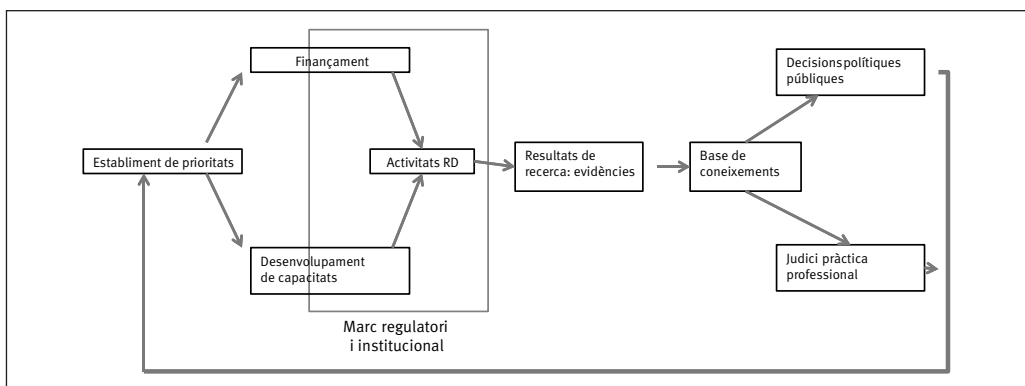 Finançament
Decisions polítiques
públiques
Establiment de prioritats
Activitats RD
Resultats de
recerca: evidències
Base de
coneixements
Desenvolupament
de capacitats
Judici pràctica
professional
Marc regulatori
i institucional